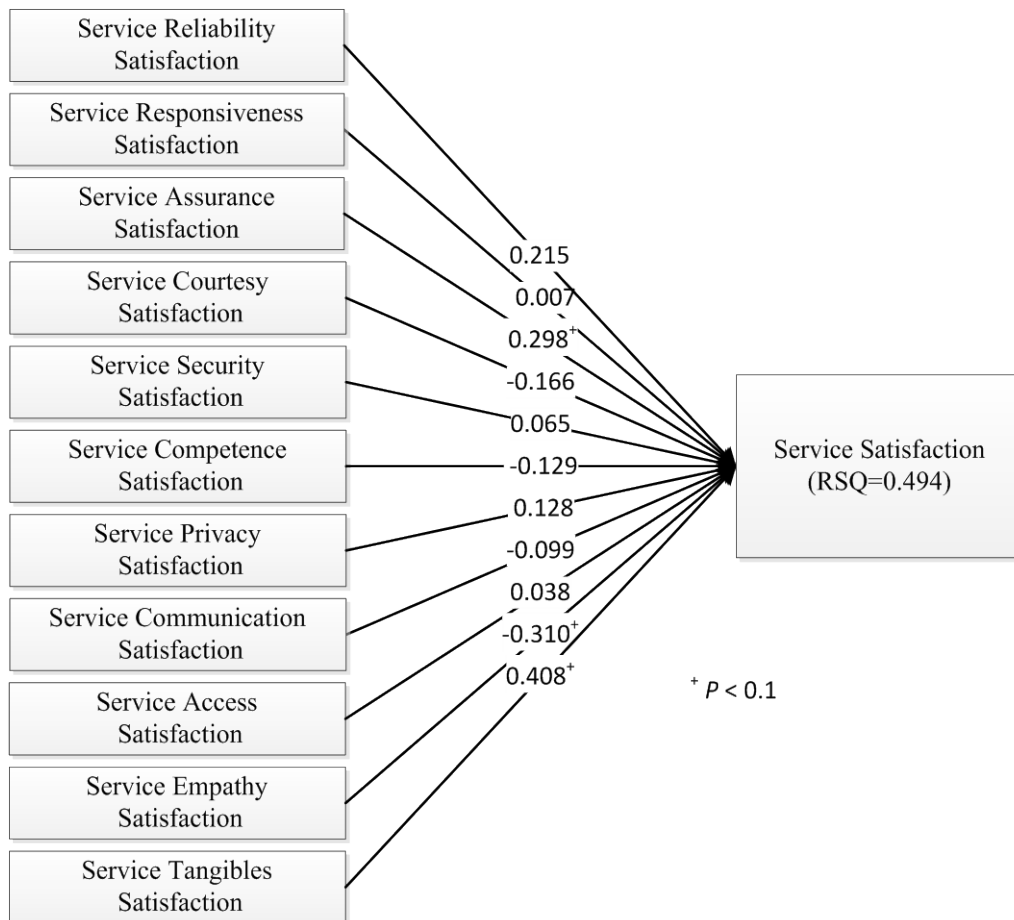 Service Reliability
Satisfaction
Service Responsiveness
Satisfaction
Service Assurance
Satisfaction
Service Courtesy
Satisfaction
Service Security
Satisfaction
Service Competence
Satisfaction
Service Privacy
Satisfaction
Service Communication
Satisfaction
Service Access
Satisfaction
Service Empathy
Satisfaction
Service Tangibles
Satisfaction
0.215
0.007
0.298⁺
-0.166
0.065
-0.129
0.128
-0.099
0.038
-0.310⁺
0.408⁺
Service Satisfaction
(RSQ=0.494)
⁺ P < 0.1